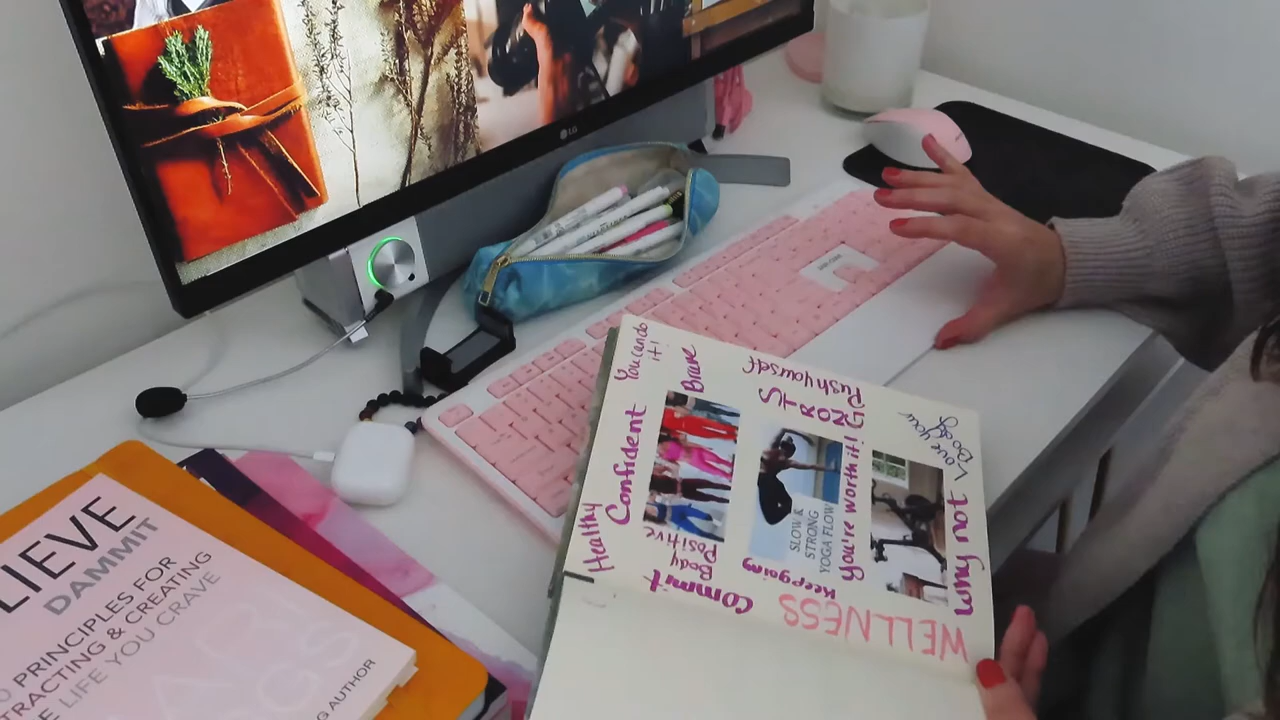 LG
LIEVE
DAMMIT
PRINCIPLES FOR
TRACTING & CREATING
E LIFE YOU CRAVE
G AUTHOR
You can do
it!
Brave
Push yourself
STRONG
Love your
Body
Confident
Healthy
Body
Positive
Commit
SLOW &
STRONG
YOGA FLOW
you're worth it!
Keep going
why not
WELLNESS